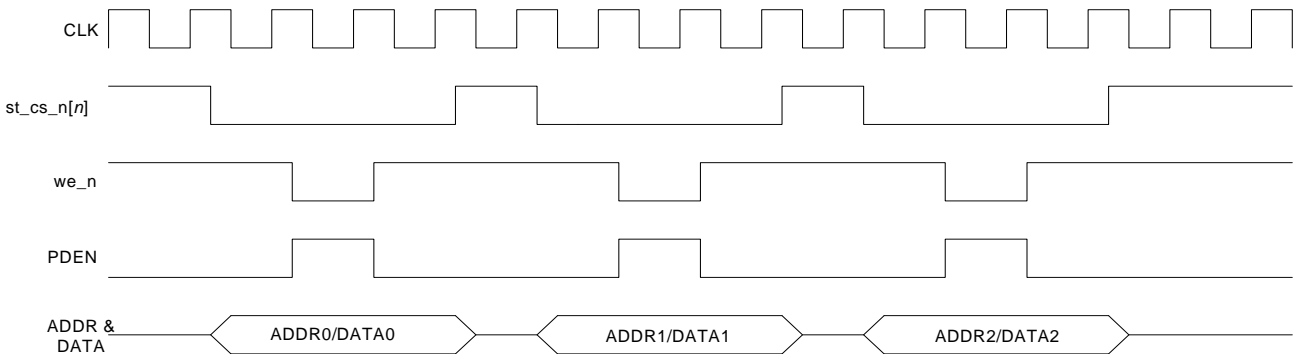 CLK
st_cs_n[n]
we_n
PDEN
ADDR &
DATA
ADDR0/DATA0
ADDR1/DATA1
ADDR2/DATA2